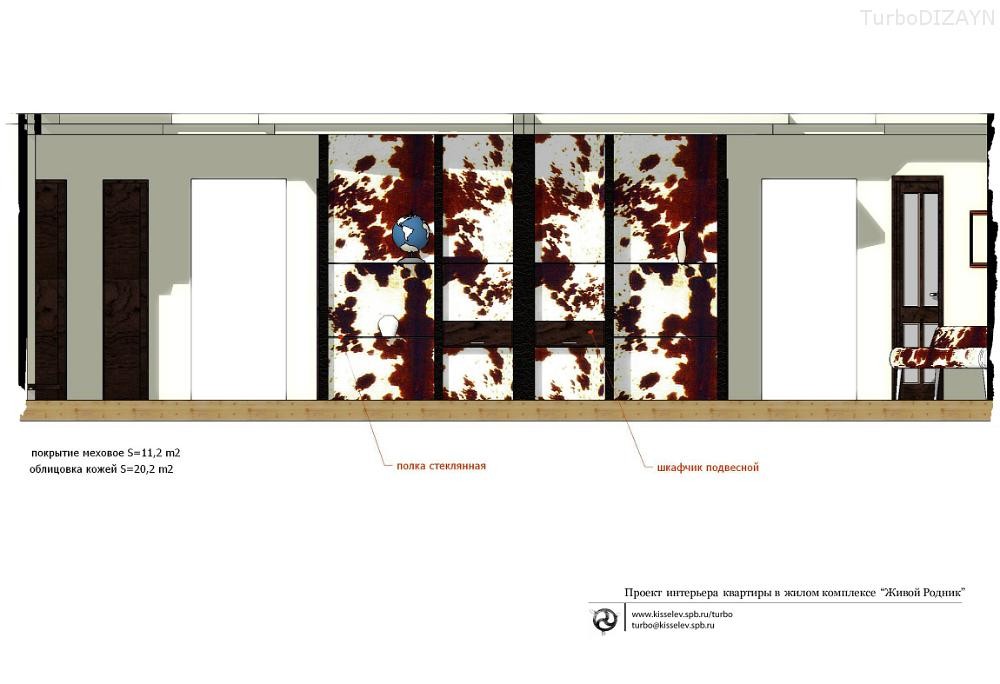 TurboDIZAYN
покрытие меховое S=11,2 m2
облицовка кожей S=20,2 m2
полка стеклянная
шкафчик подвесной
Проект интерьера квартиры в жилом комплексе “Живой Родник”
www.kisselev.spb.ru/turbo
turbo@kisselev.spb.ru